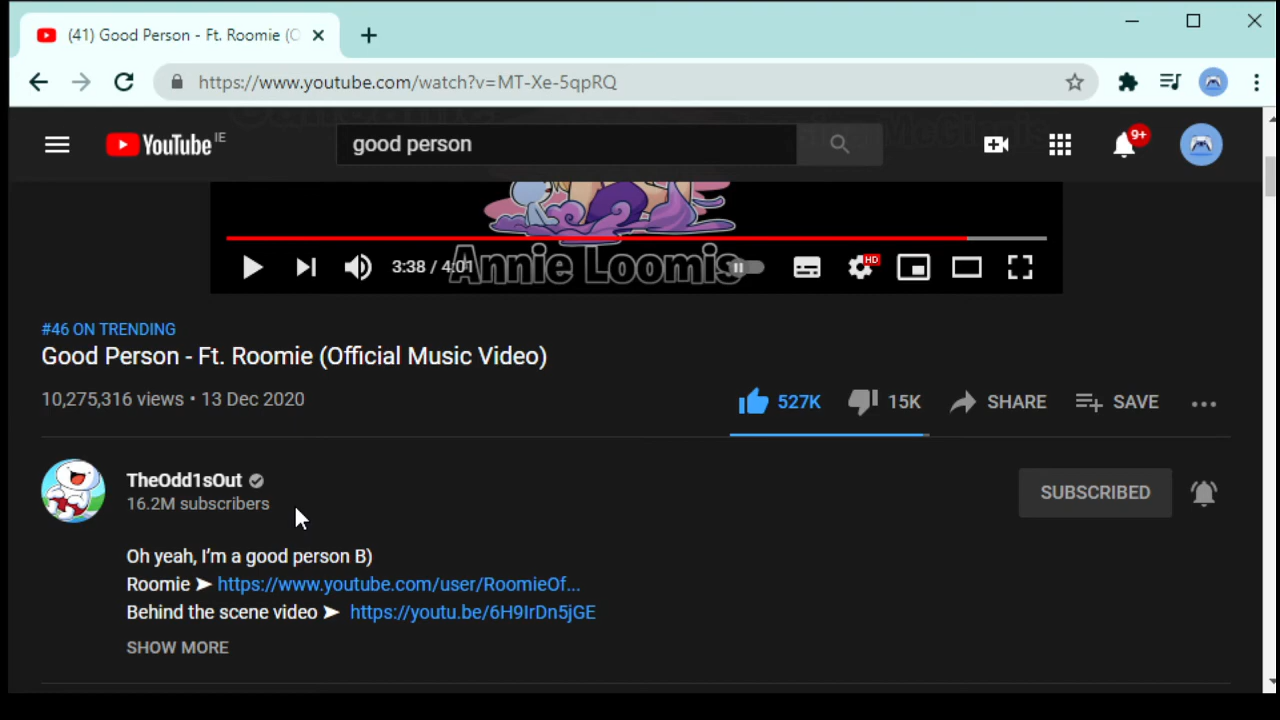 (41) Good Person - Ft. Roomie (O
https://www.youtube.com/watch?v=MT-Xe-5qpRQ
YouTube IE
good person
9+
Annie Loomis
3:38 / 4:01
HD
#46 ON TRENDING
Good Person - Ft. Roomie (Official Music Video)
10,275,316 views • 13 Dec 2020
527K 15K SHARE SAVE
TheOdd1sOut
16.2M subscribers
SUBSCRIBED
Oh yeah, I'm a good person B)
Roomie ➤ https://www.youtube.com/user/RoomieOf...
Behind the scene video ➤ https://youtu.be/6H9IrDn5jGE
SHOW MORE